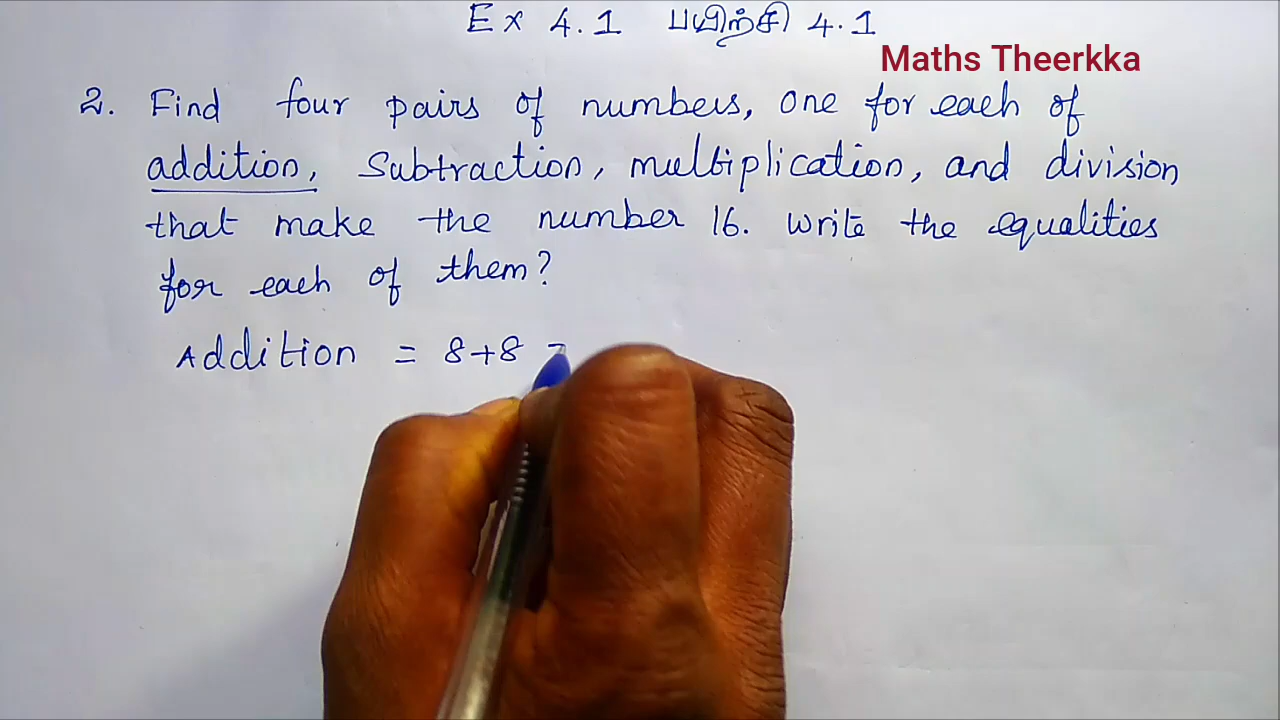 Ex 4.1 பயிற்சி 4.1
Maths Theerkka
2. Find four pairs of numbers, one for each of
addition, Subtraction, multiplication, and division
that make the number 16. Write the equalities
for each of them?
Addition = 8+8 =